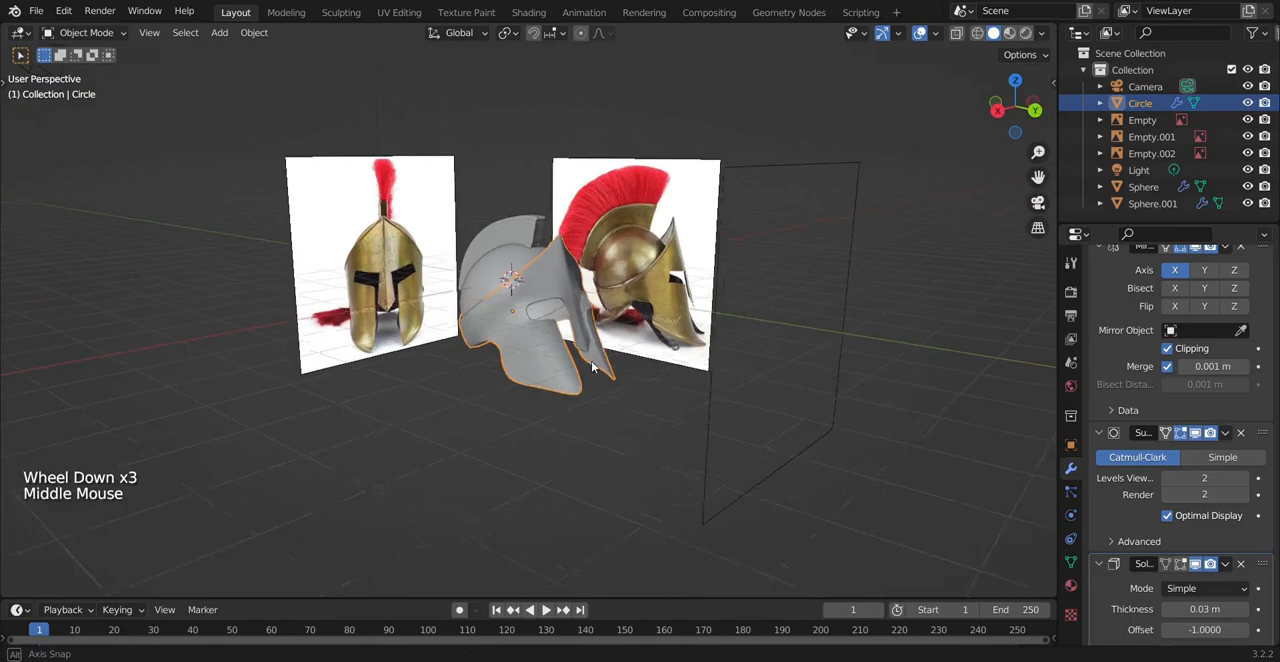 File Edit Render Window Help Layout Modeling Sculpting UV Editing Texture Paint Shading Animation Rendering Compositing Geometry Nodes Scripting + Scene ViewLayer
Object Mode View Select Add Object Global
Options
User Perspective
(1) Collection | Circle
Z
X
Y
Wheel Down x3
Middle Mouse
Scene Collection
Collection
Camera
Circle
Empty
Empty.001
Empty.002
Light
Sphere
Sphere.001
Axis X Y Z
Bisect X Y Z
Flip X Y Z
Mirror Object
Clipping
Merge 0.001 m
Bisect Dista... 0.001 m
Data
Su...
Catmull-Clark Simple
Levels View... 2
Render 2
Optimal Display
Advanced
Sol...
Mode Simple
Thickness 0.03 m
Offset -1.0000
Playback Keying View Marker 1 Start 1 End 250
1 10 20 30 40 50 60 70 80 90 100 110 120 130 140 150 160 170 180 190 200 210 220 230 240 250
Alt Axis Snap 3.2.2